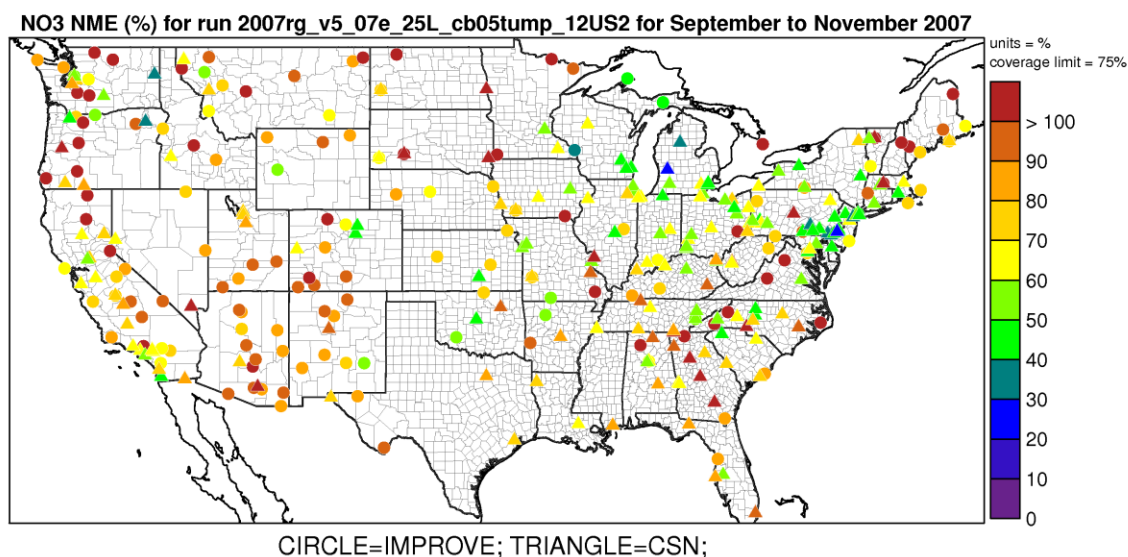 NO3 NME (%) for run 2007rg_v5_07e_25L_cb05tump_12US2 for September to November 2007
units = %
coverage limit = 75%
> 100
90
80
70
60
50
40
30
20
10
0
CIRCLE=IMPROVE; TRIANGLE=CSN;